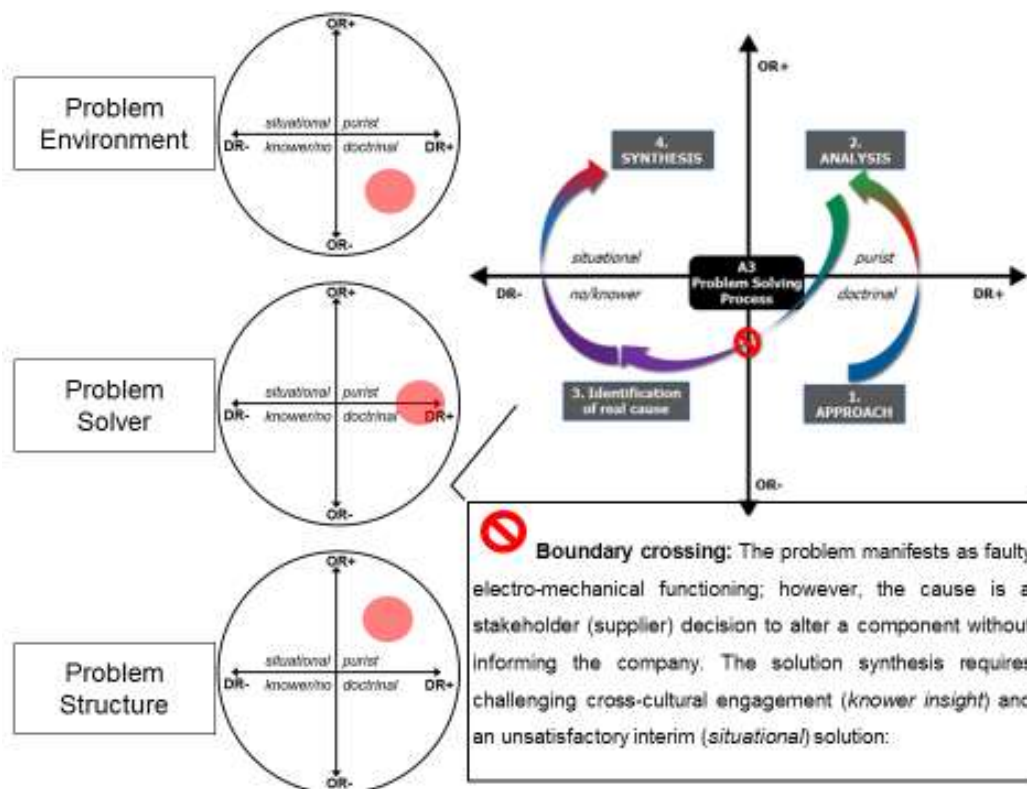 Problem
Environment
OR+
situational purist
DR- DR+
knower/no doctrinal
OR-
Problem
Solver
OR+
situational purist
DR- DR+
knower/no doctrinal
OR-
Problem
Structure
OR+
situational purist
DR- DR+
knower/no doctrinal
OR-
OR+
4.
SYNTHESIS
2.
ANALYSIS
situational
purist
A3
Problem Solving
Process
DR-
DR+
no/knower
doctrinal
3. Identification
of real cause
1.
APPROACH
OR-
Boundary crossing: The problem manifests as faulty
electro-mechanical functioning; however, the cause is a
stakeholder (supplier) decision to alter a component without
informing the company. The solution synthesis requires
challenging cross-cultural engagement (knower insight) and
an unsatisfactory interim (situational) solution: